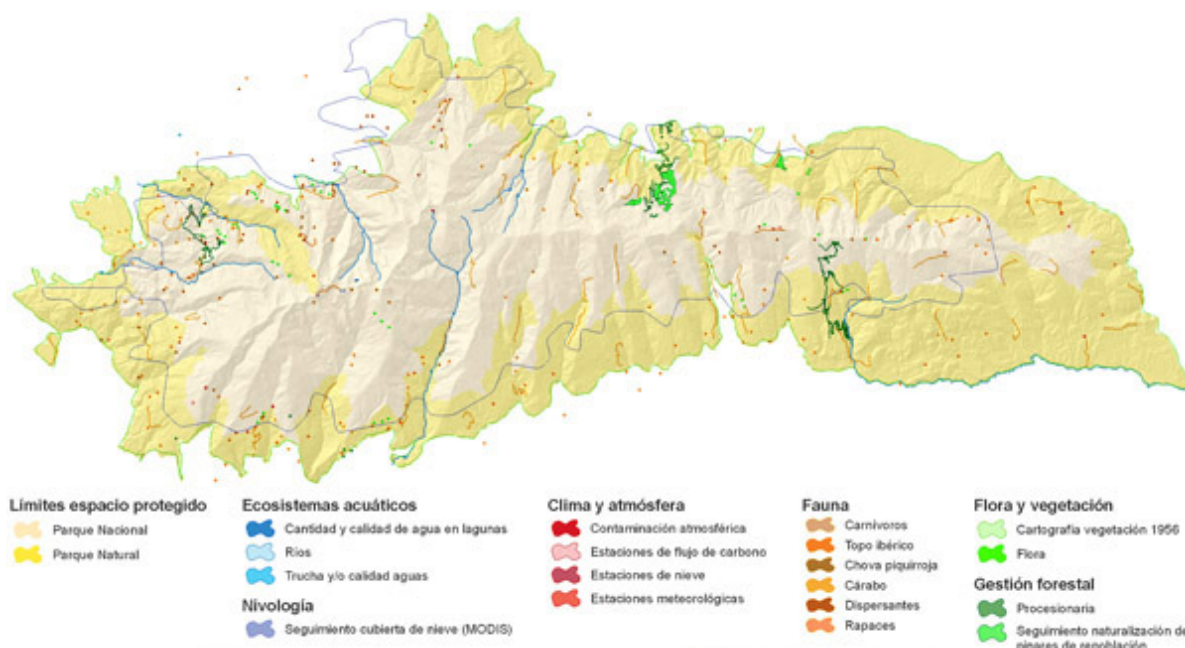 Límites espacio protegido
Parque Nacional
Parque Natural
Ecosistemas acuáticos
Cantidad y calidad de agua en lagunas
Ríos
Trucha y/o calidad aguas
Nivología
Seguimiento cubierta de nieve (MODIS)
Clima y atmósfera
Contaminación atmosférica
Estaciones de flujo de carbono
Estaciones de nieve
Estaciones meteorológicas
Fauna
Carnívoros
Topo ibérico
Chova piquirroja
Cárabo
Dispersantes
Rapaces
Flora y vegetación
Cartografía vegetación 1956
Flora
Gestión forestal
Procesionaria
Seguimiento naturalización de
pinares de repoblación